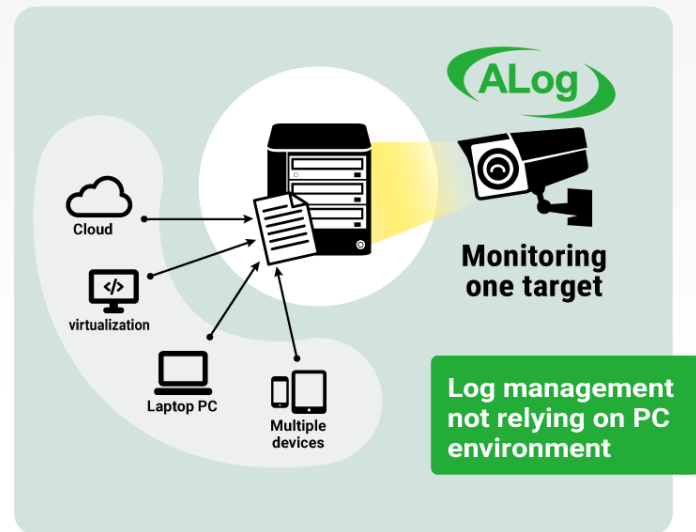 ALog
Cloud
</>
virtualization
Laptop PC
Multiple
devices
Monitoring
one target
Log management
not relying on PC
environment